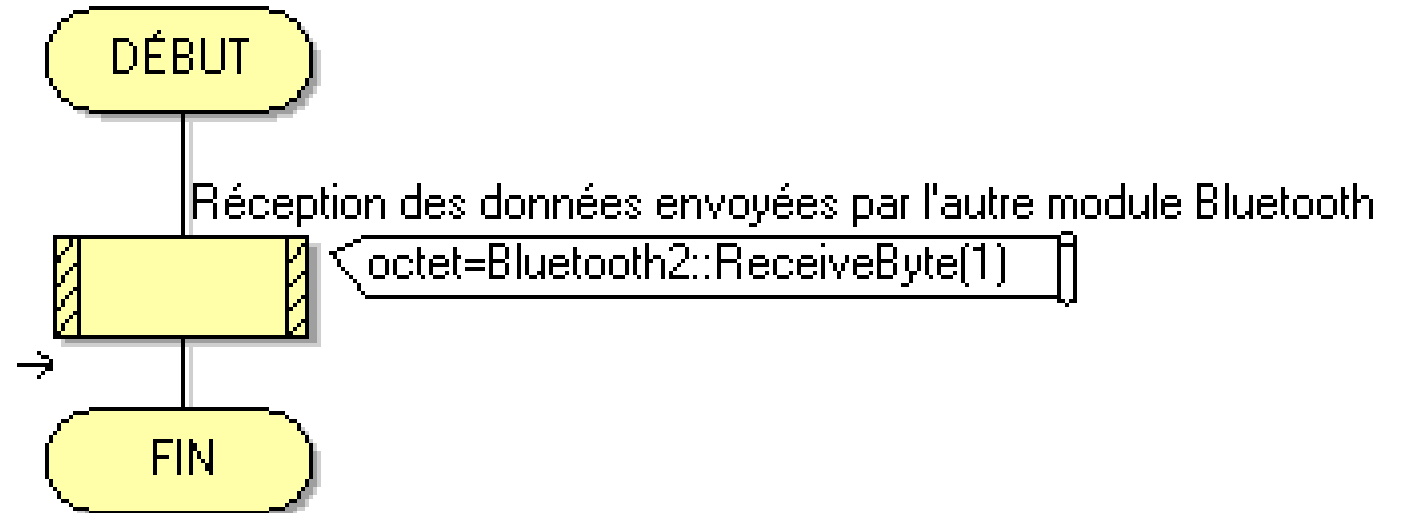 DÉBUT
Réception des données envoyées par l'autre module Bluetooth
octet=Bluetooth2::ReceiveByte(1)
FIN